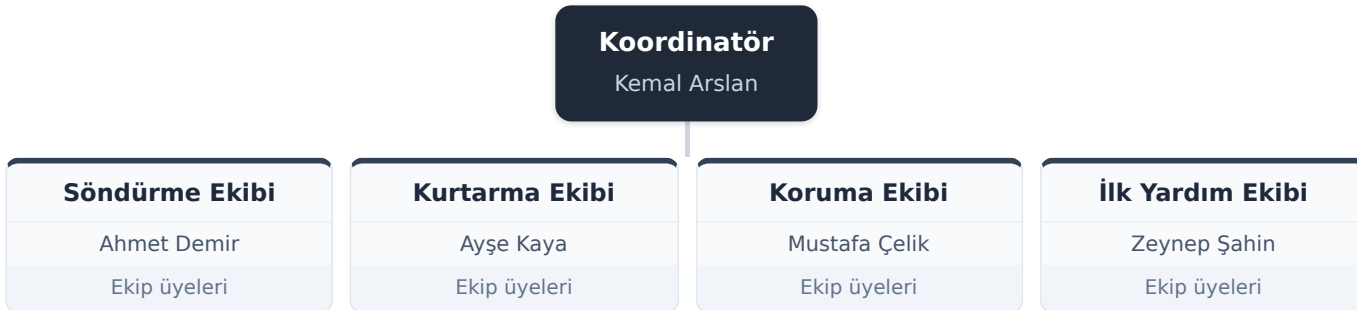 Koordinatör
Kemal Arslan
Söndürme Ekibi
Ahmet Demir
Ekip üyeleri
Kurtarma Ekibi
Ayşe Kaya
Ekip üyeleri
Koruma Ekibi
Mustafa Çelik
Ekip üyeleri
İlk Yardım Ekibi
Zeynep Şahin
Ekip üyeleri